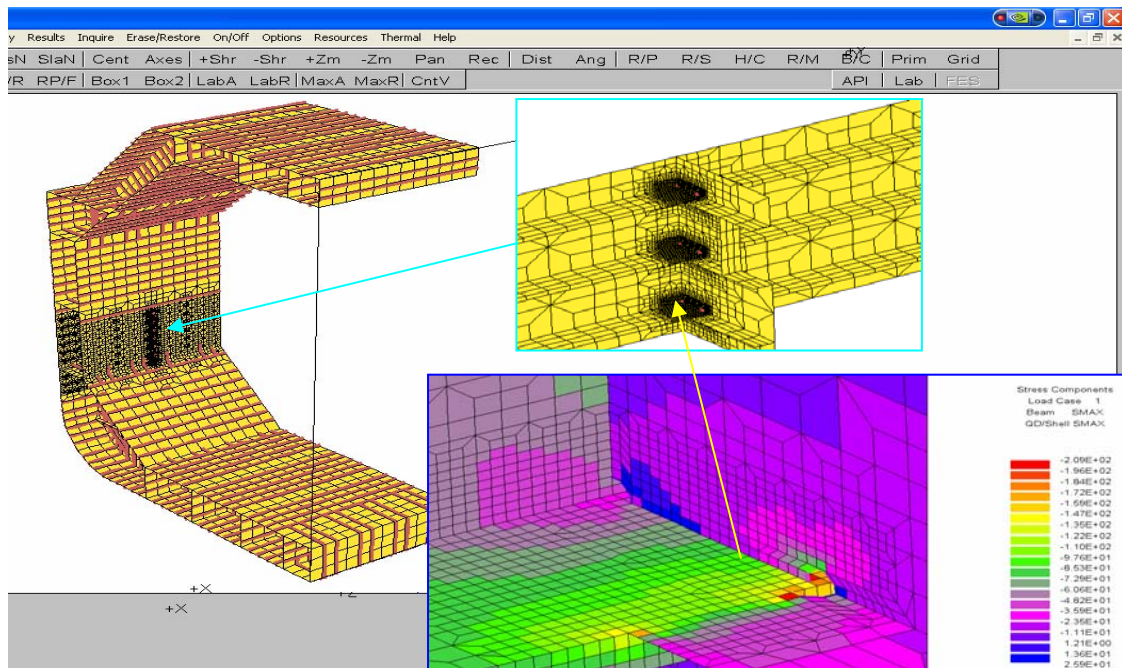 y Results Inquire Erase/Restore On/Off Options Resources Thermal Help
sN SlaN Cent Axes +Shr -Shr +Zm -Zm Pan Rec Dist Ang R/P R/S H/C R/M B/C Prim Grid
/R RP/F Box1 Box2 LabA LabR MaxA MaxR CntV API Lab FES
+X
+X
Stress Components
Load Case 1
Beam SMAX
QD/Shell SMAX
-2.09E+02
-1.96E+02
-1.84E+02
-1.72E+02
-1.59E+02
-1.47E+02
-1.35E+02
-1.22E+02
-1.10E+02
-9.76E+01
-8.53E+01
-7.29E+01
-6.06E+01
-4.82E+01
-3.59E+01
-2.35E+01
-1.11E+01
1.21E+00
1.36E+01
2.59E+01